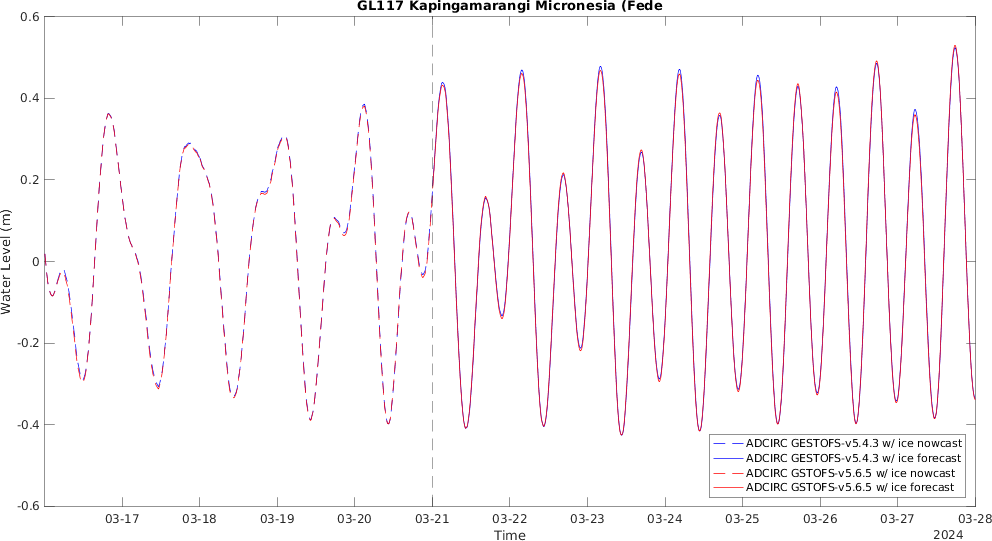 GL117 Kapingamarangi Micronesia (Fede
0.6
0.4
0.2
0
-0.2
-0.4
-0.6
Water Level (m)
03-17 03-18 03-19 03-20 03-21 03-22 03-23 03-24 03-25 03-26 03-27 03-28
Time
2024
ADCIRC GESTOFS-v5.4.3 w/ ice nowcast
ADCIRC GESTOFS-v5.4.3 w/ ice forecast
ADCIRC GSTOFS-v5.6.5 w/ ice nowcast
ADCIRC GSTOFS-v5.6.5 w/ ice forecast